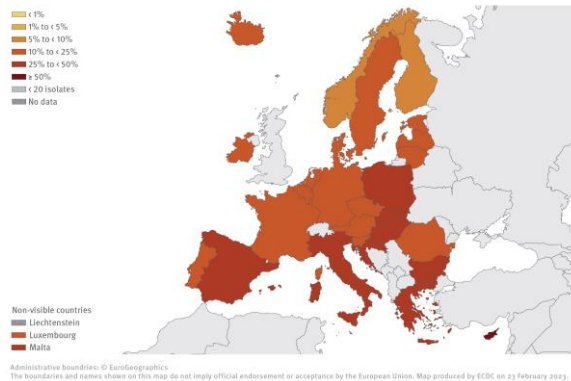 < 1%
1% to < 5%
5% to < 10%
10% to < 25%
25% to < 50%
≥ 50%
< 20 isolates
No data
Non-visible countries
Liechtenstein
Luxembourg
Malta
Administrative boundries: © EuroGeographics
The boundaries and names shown on this map do not imply official endorsement or acceptance by the European Union. Map produced by ECDC on 23 February 2023.